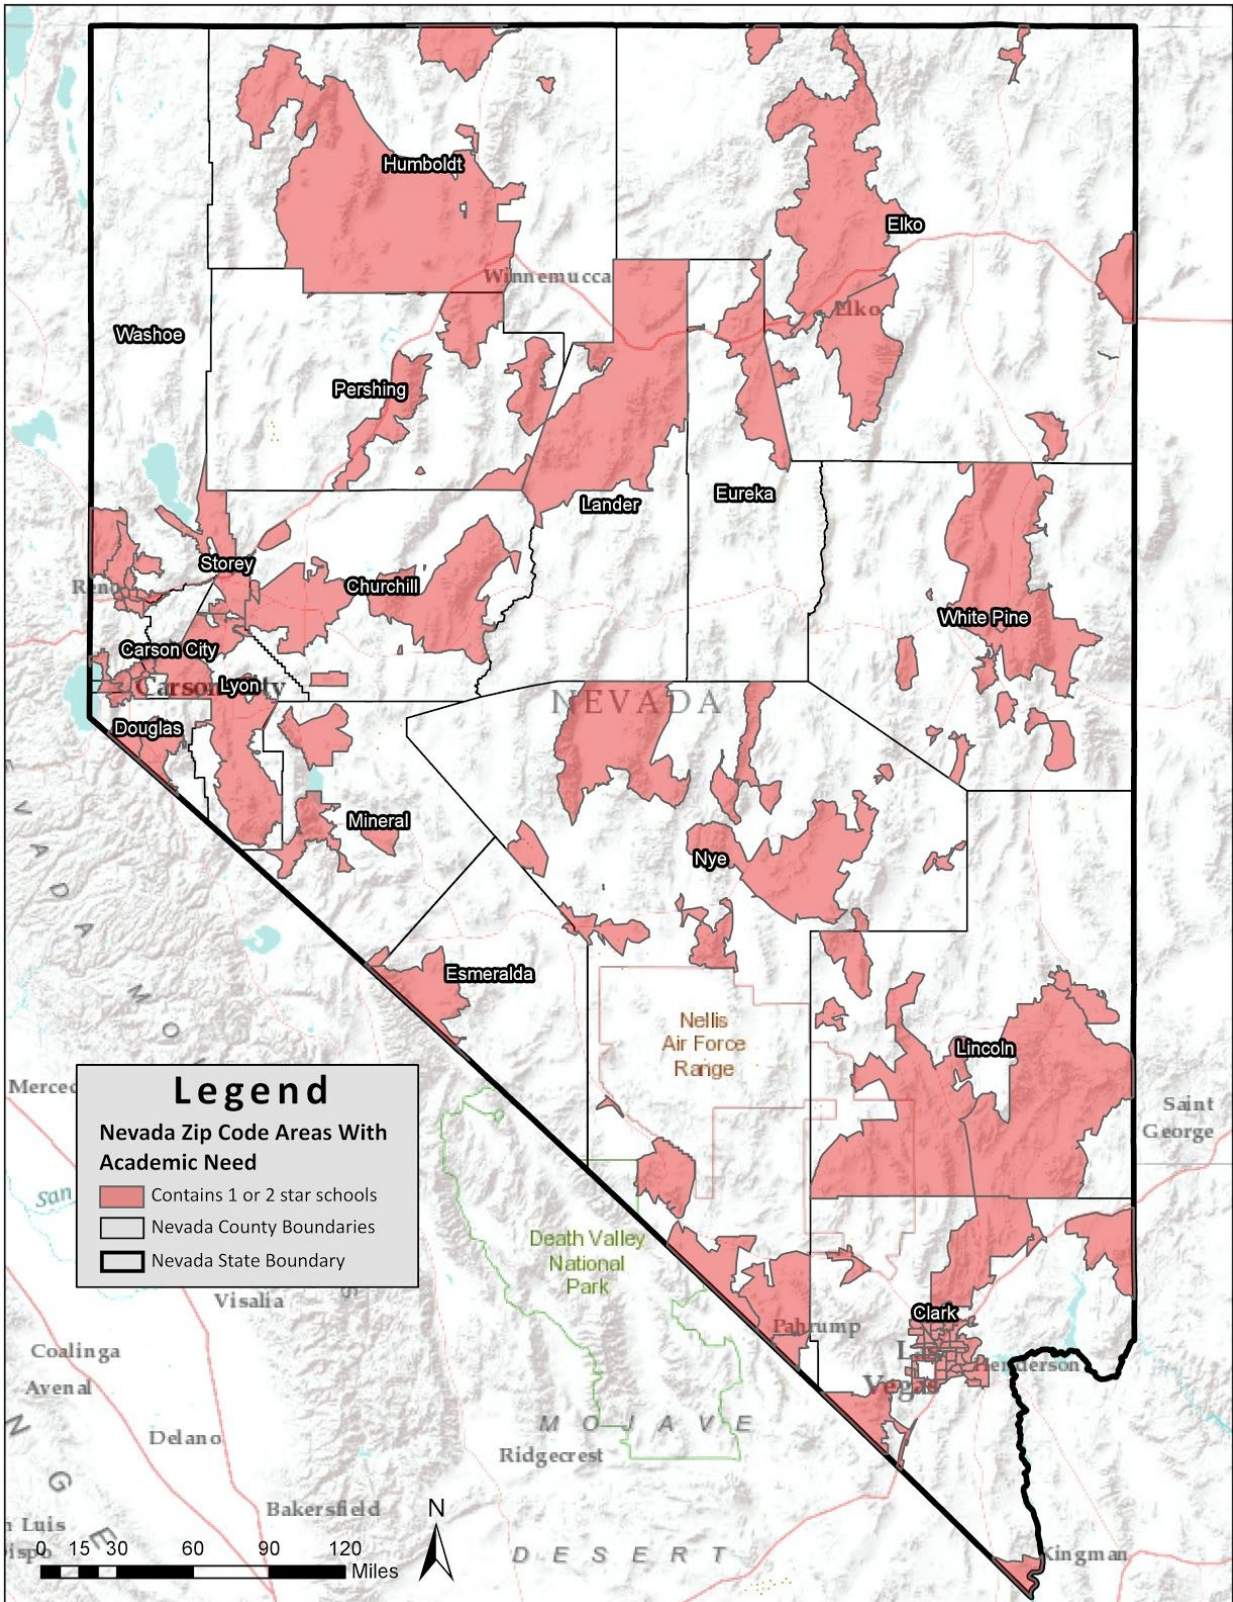 Humboldt
Elko
Winnemucca
Elko
Washoe
Pershing
Lander
Eureka
Storey
Reno
Churchill
White Pine
Carson City
Carson City
Lyon
NEVADA
Douglas
Mineral
Nye
Esmeralda
Nellis
Air Force
Range
Lincoln
Saint
George
Merced
Legend
Nevada Zip Code Areas With
Academic Need
Contains 1 or 2 star schools
Nevada County Boundaries
Nevada State Boundary
San
Death Valley
National
Park
Visalia
Clark
Pahrump
Las
Vegas
Henderson
Coalinga
Avenal
Delano
MOJAVE
Ridgecrest
Bakersfield
N
DESERT
Kingman
Luis
0 15 30 60 90 120
Miles